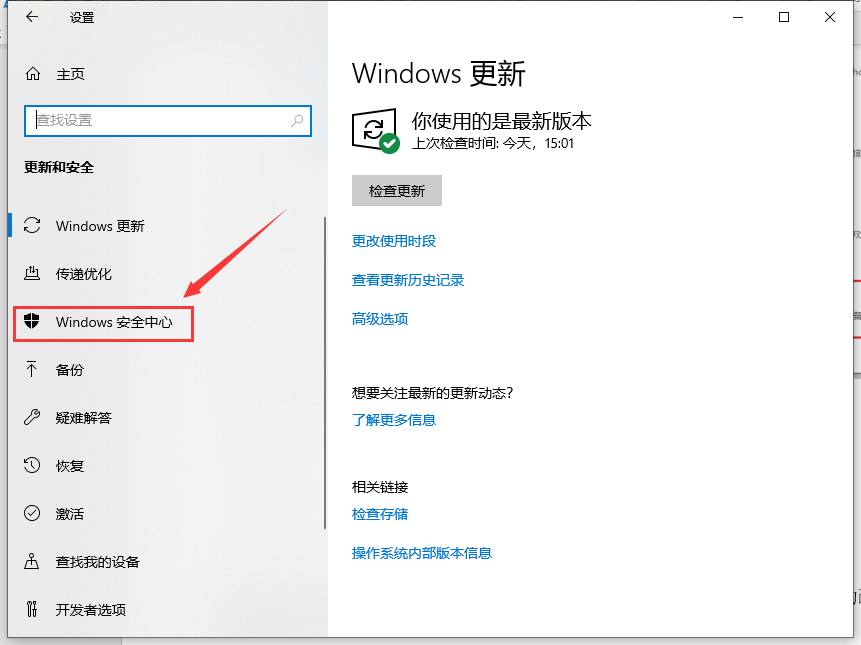 设置
主页
查找设置
更新和安全
Windows 更新
传递优化
Windows 安全中心
备份
疑难解答
恢复
激活
查找我的设备
开发者选项
Windows 更新
你使用的是最新版本
上次检查时间: 今天，15:01
检查更新
更改使用时段
查看更新历史记录
高级选项
想要关注最新的更新动态?
了解更多信息
相关链接
检查存储
操作系统内部版本信息